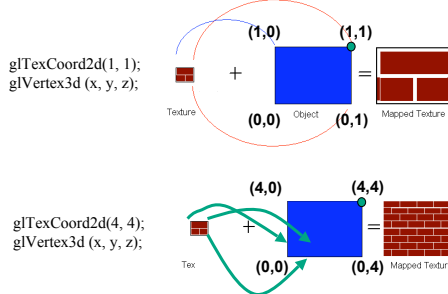 (1,0) (1,1)
glTexCoord2d(1, 1);
glVertex3d (x, y, z);
+ =
Texture Object Mapped Texture
(0,0) (0,1)
(4,0) (4,4)
glTexCoord2d(4, 4);
glVertex3d (x, y, z);
+ =
(0,0) (0,4)
Tex Mapped Textur